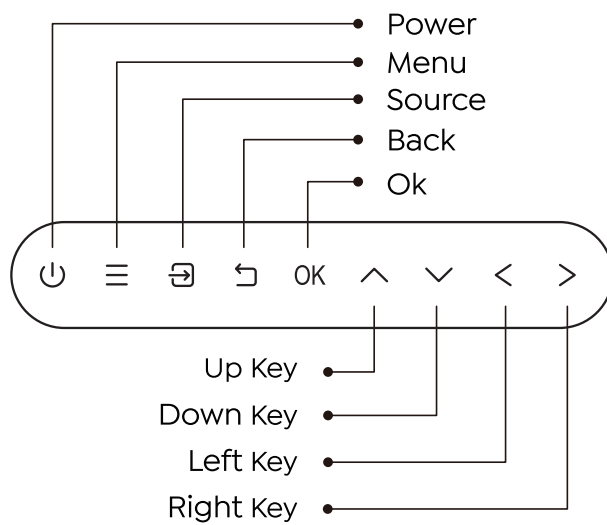 Power
Menu
Source
Back
Ok
OK
Up Key
Down Key
Left Key
Right Key